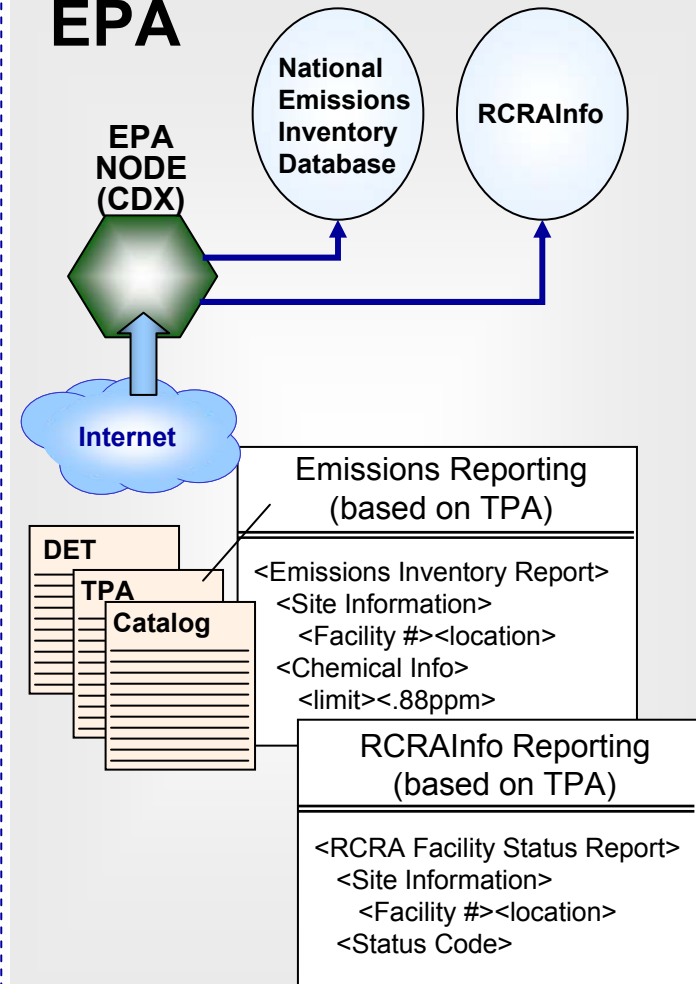 EPA
National
Emissions
Inventory
Database
RCRAInfo
EPA
NODE
(CDX)
Internet
Emissions Reporting
(based on TPA)
DET
TPA
Catalog
<Emissions Inventory Report>
<Site Information>
<Facility #><location>
<Chemical Info>
<limit><.88ppm>
RCRAInfo Reporting
(based on TPA)
<RCRA Facility Status Report>
<Site Information>
<Facility #><location>
<Status Code>